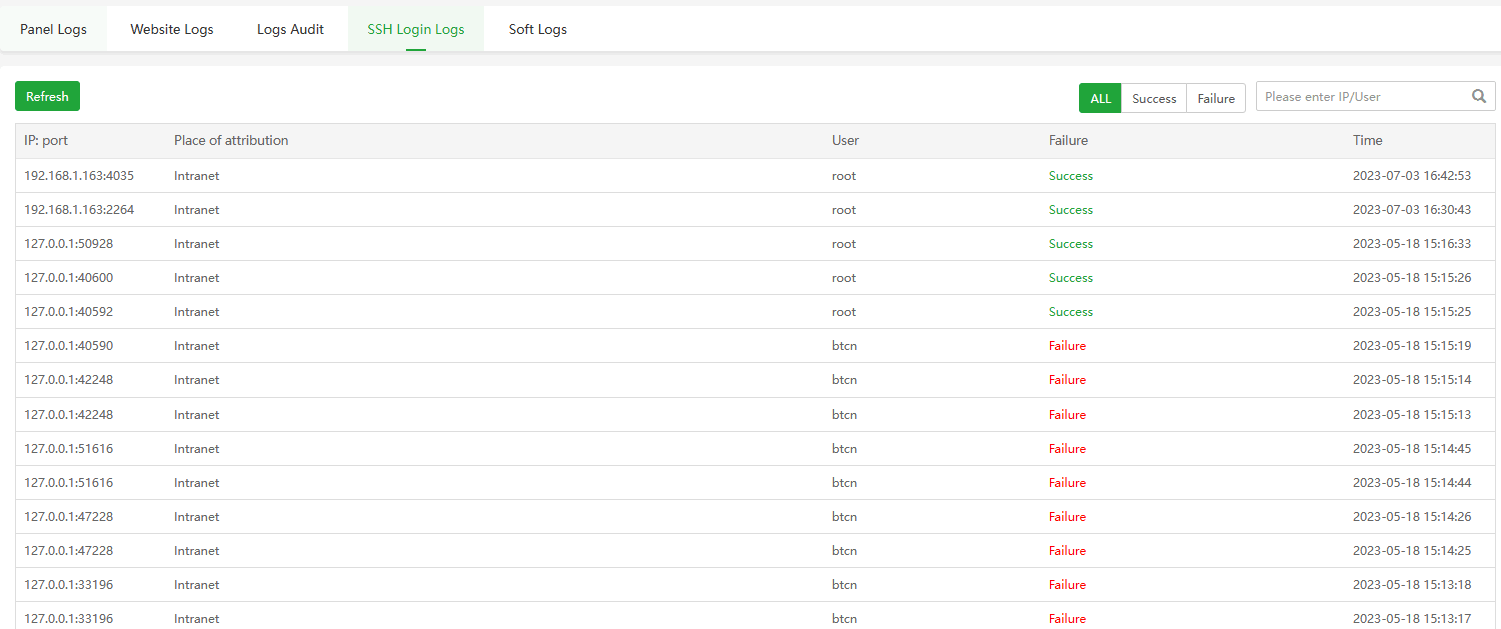 Panel Logs Website Logs Logs Audit SSH Login Logs Soft Logs
Refresh ALL Success Failure Please enter IP/User
IP: port Place of attribution User Failure Time
192.168.1.163:4035 Intranet root Success 2023-07-03 16:42:53
192.168.1.163:2264 Intranet root Success 2023-07-03 16:30:43
127.0.0.1:50928 Intranet root Success 2023-05-18 15:16:33
127.0.0.1:40600 Intranet root Success 2023-05-18 15:15:26
127.0.0.1:40592 Intranet root Success 2023-05-18 15:15:25
127.0.0.1:40590 Intranet btcn Failure 2023-05-18 15:15:19
127.0.0.1:42248 Intranet btcn Failure 2023-05-18 15:15:14
127.0.0.1:42248 Intranet btcn Failure 2023-05-18 15:15:13
127.0.0.1:51616 Intranet btcn Failure 2023-05-18 15:14:45
127.0.0.1:51616 Intranet btcn Failure 2023-05-18 15:14:44
127.0.0.1:47228 Intranet btcn Failure 2023-05-18 15:14:26
127.0.0.1:47228 Intranet btcn Failure 2023-05-18 15:14:25
127.0.0.1:33196 Intranet btcn Failure 2023-05-18 15:13:18
127.0.0.1:33196 Intranet btcn Failure 2023-05-18 15:13:17